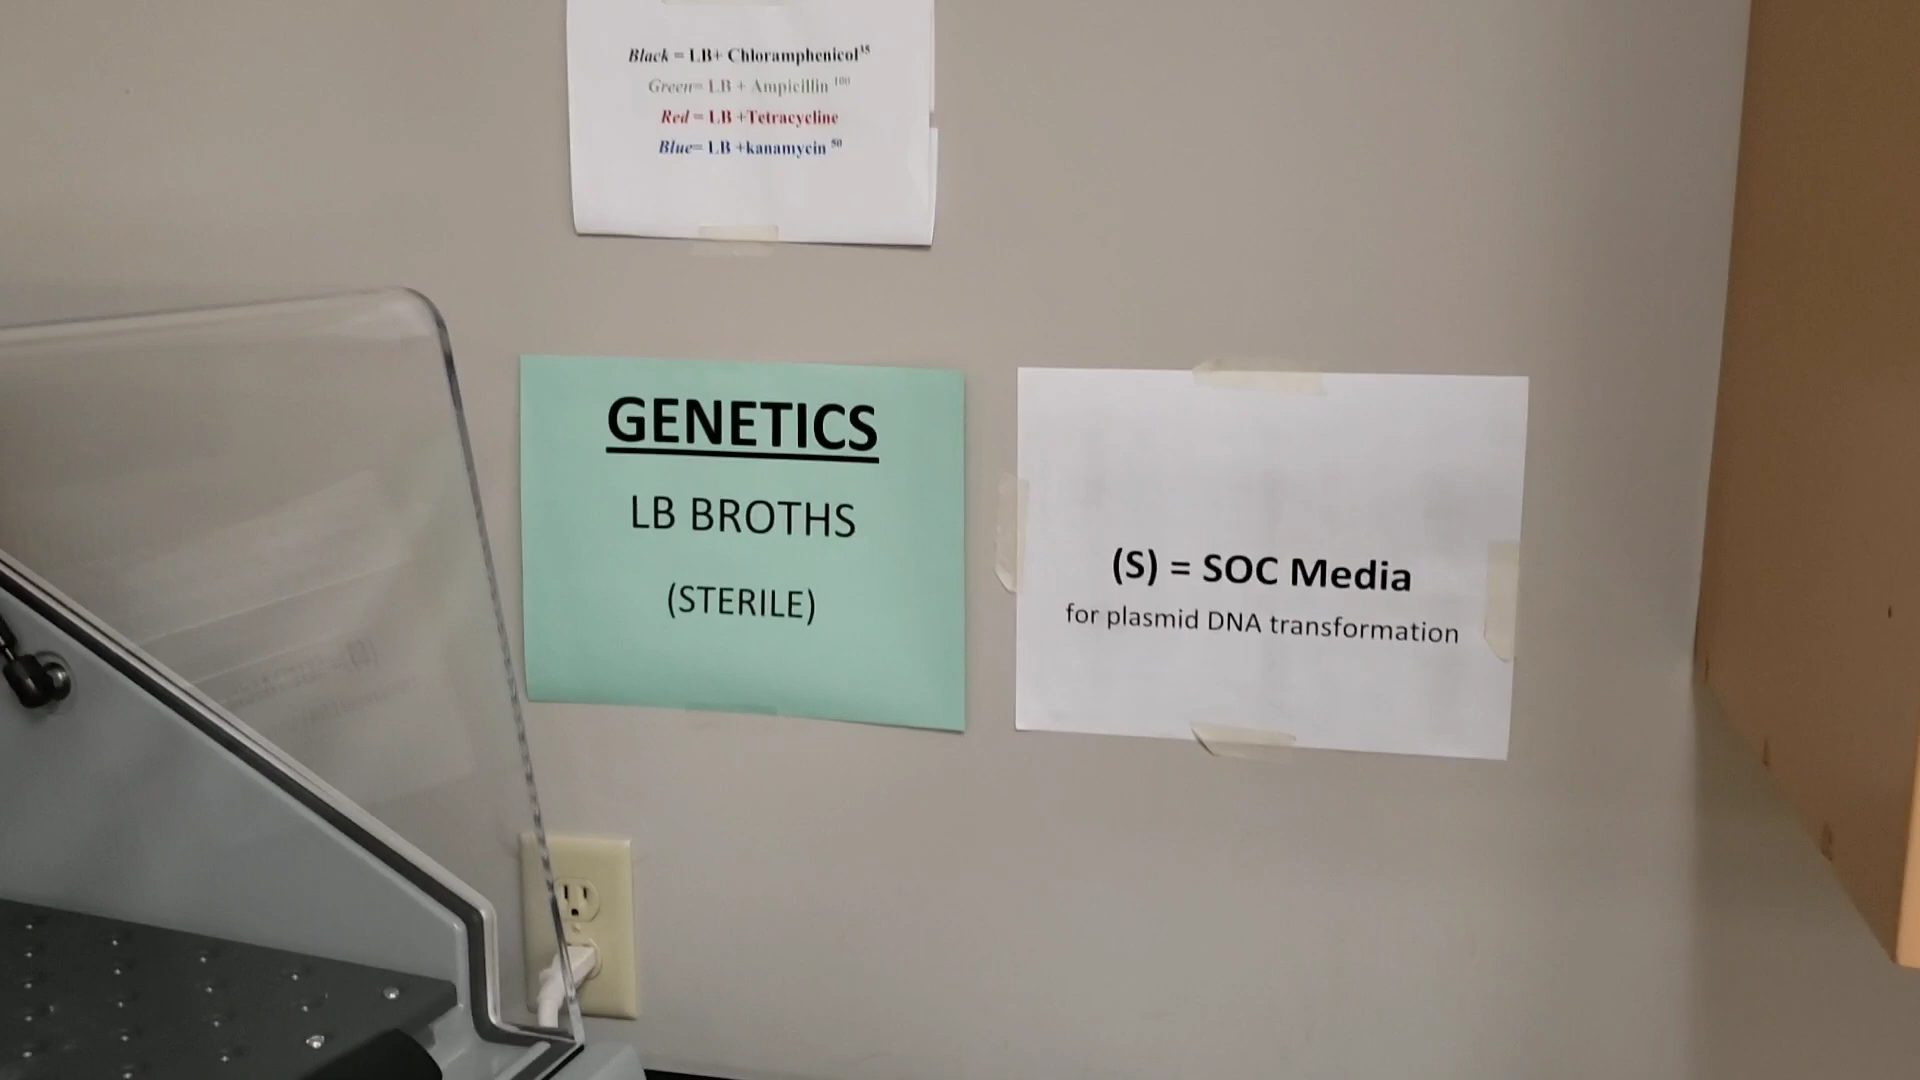 Black = LB+ Chloramphenicol³⁵
Green= LB + Ampicillin ¹⁰⁰
Red = LB +Tetracycline
Blue= LB +kanamycin ⁵⁰
GENETICS
LB BROTHS
(STERILE)
(S) = SOC Media
for plasmid DNA transformation